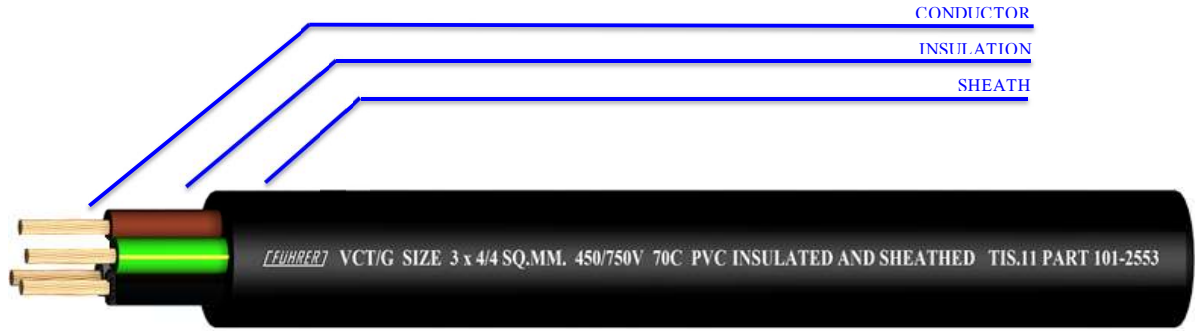 CONDUCTOR
INSULATION
SHEATH
FUHRER VCT/G SIZE 3 x 4/4 SQ.MM. 450/750V 70C PVC INSULATED AND SHEATHED TIS.11 PART 101-2553